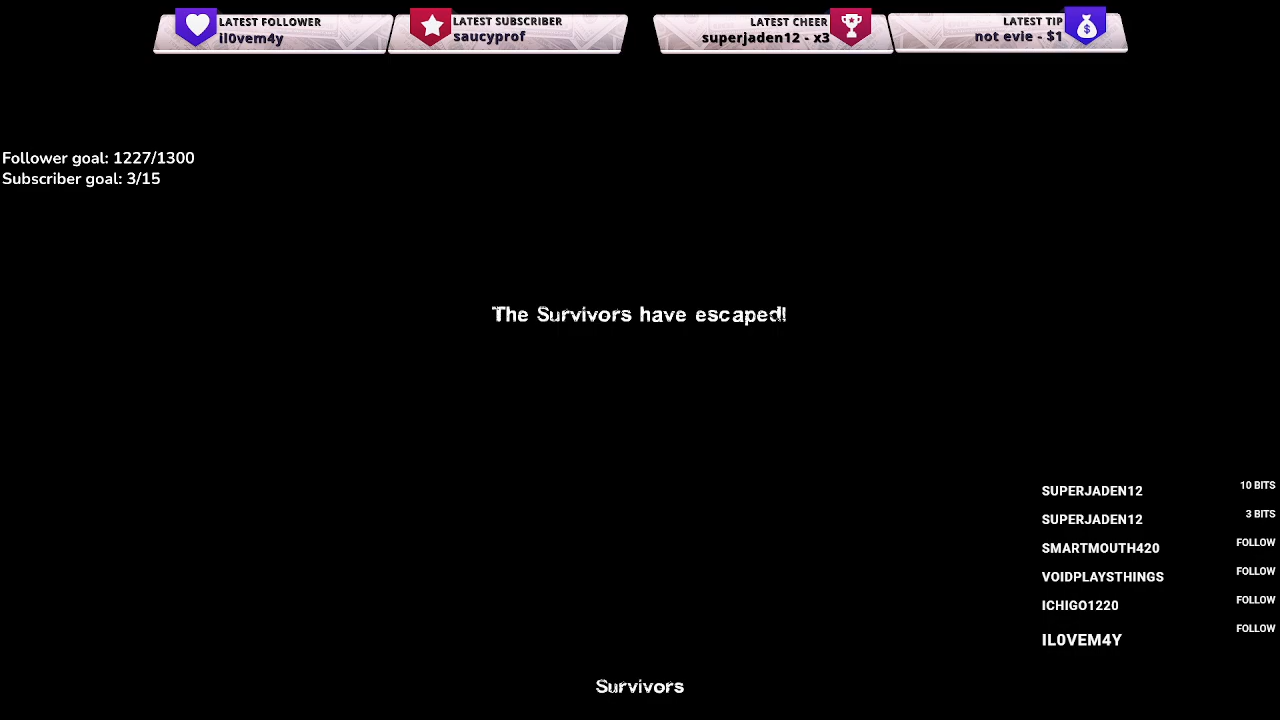 LATEST FOLLOWER
il0vem4y
LATEST SUBSCRIBER
saucyprof
LATEST CHEER
superjaden12 - x3
LATEST TIP
not evie - $1
Follower goal: 1227/1300
Subscriber goal: 3/15
The Survivors have escaped!
SUPERJADEN12 10 BITS
SUPERJADEN12 3 BITS
SMARTMOUTH420 FOLLOW
VOIDPLAYSTHINGS FOLLOW
ICHIGO1220 FOLLOW
IL0VEM4Y FOLLOW
Survivors